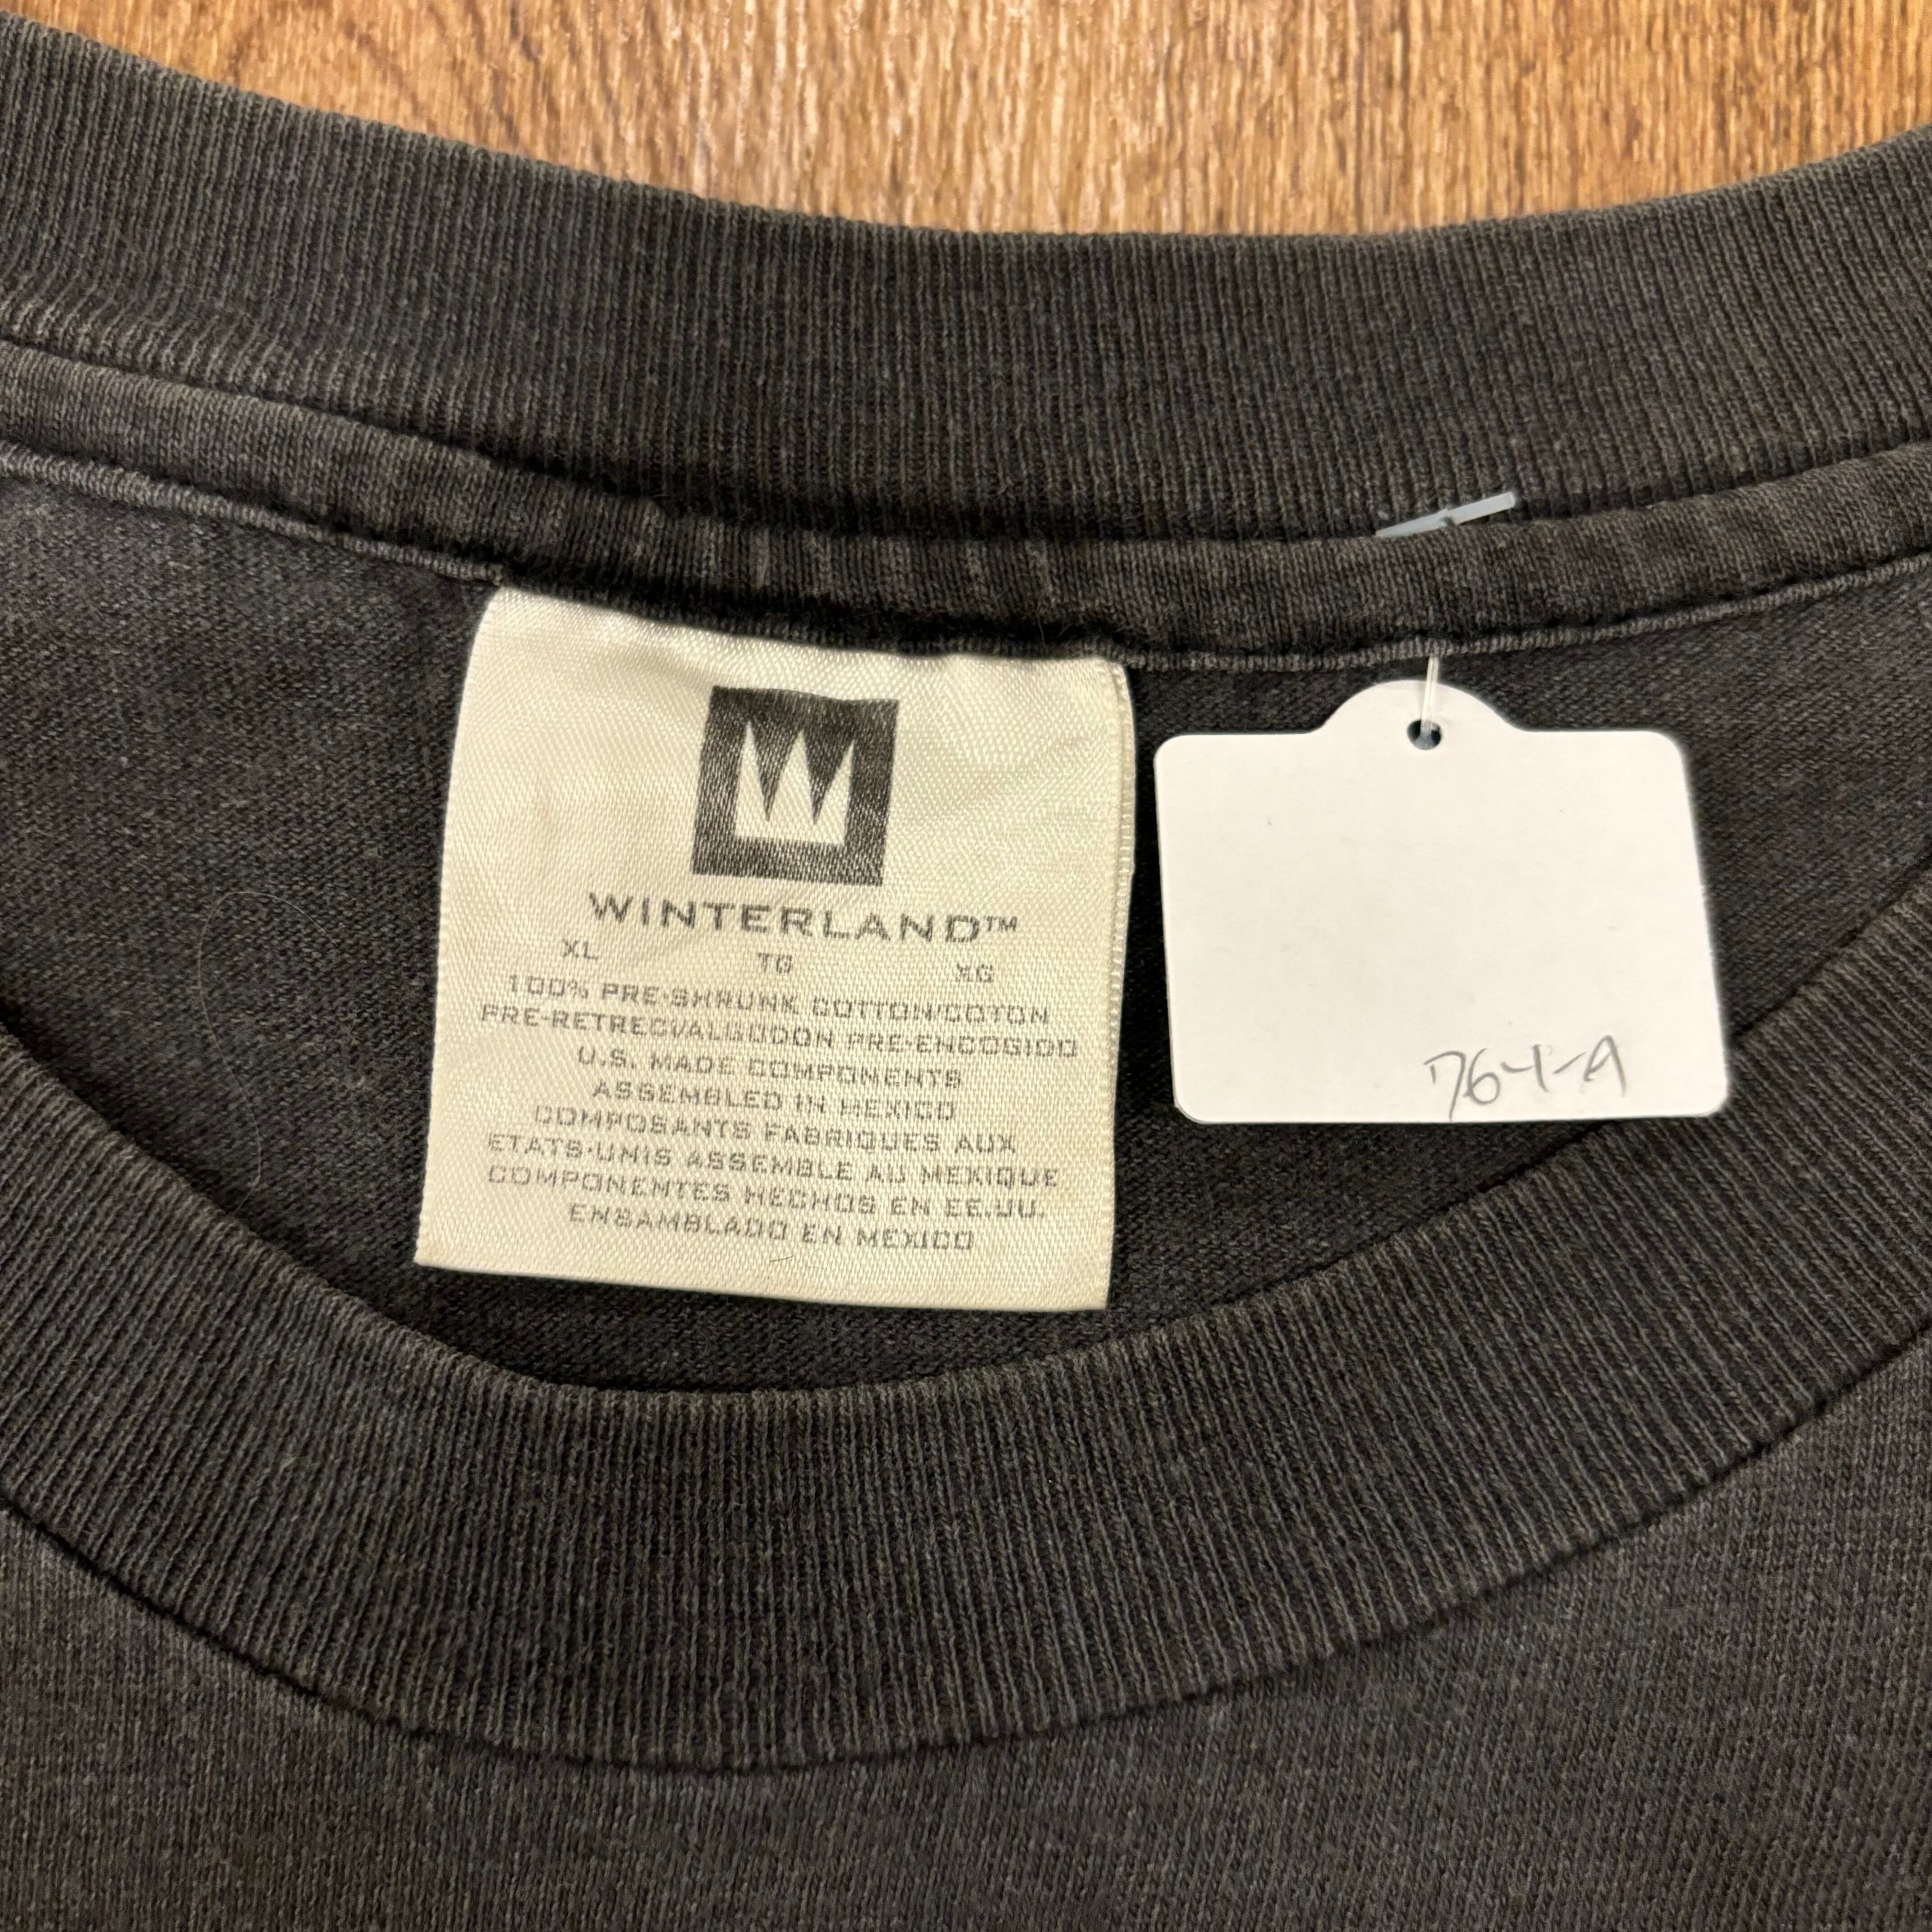 WINTERLAND™
XL TG XG
100% PRE-SHRUNK COTTON/COTON
PRE-RETRECI/ALGODON PRE-ENCOGIDO
U.S. MADE COMPONENTS
ASSEMBLED IN MEXICO
COMPOSANTS FABRIQUES AUX
ETATS-UNIS ASSEMBLE AU MEXIQUE
COMPONENTES HECHOS EN EE.UU.
ENSAMBLADO EN MEXICO
764-A